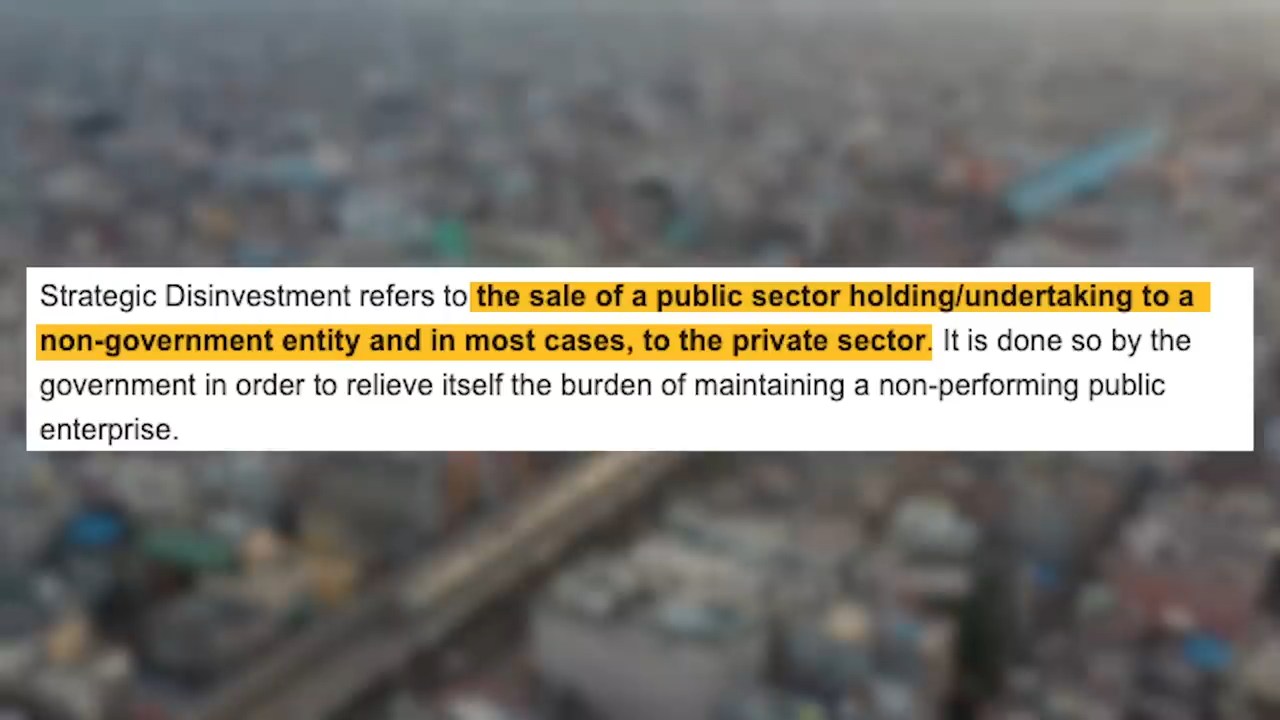 Strategic Disinvestment refers to the sale of a public sector holding/undertaking to a
non-government entity and in most cases, to the private sector. It is done so by the
government in order to relieve itself the burden of maintaining a non-performing public
enterprise.